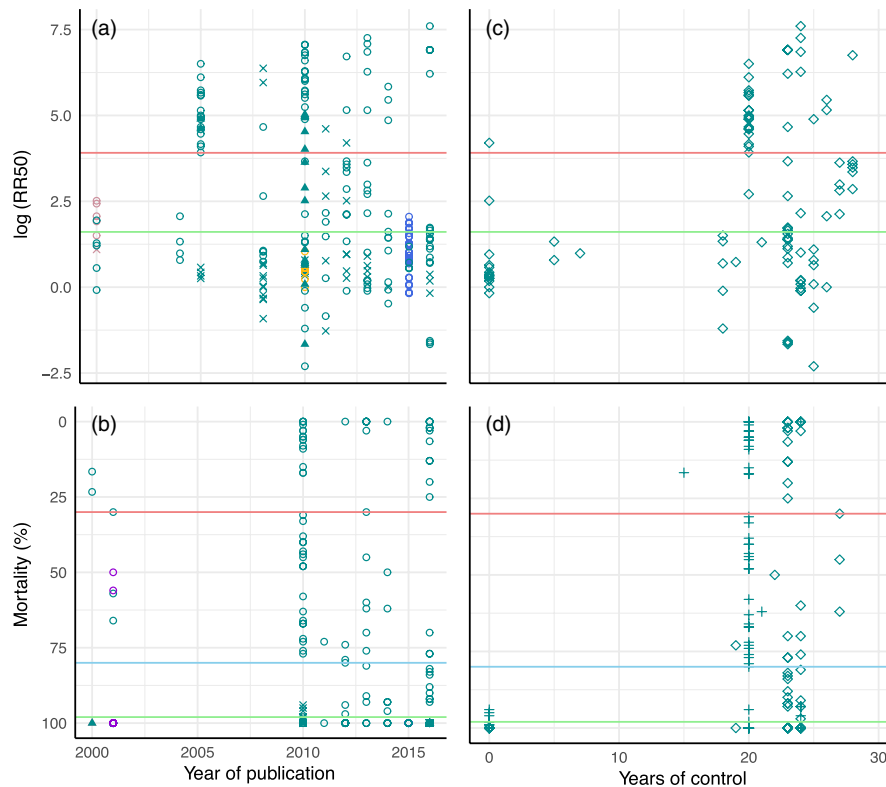 (a)
(c)
7.5
5.0
2.5
0.0
−2.5
log (RR50)
(b)
(d)
0
25
50
75
100
Mortality (%)
2000
2005
2010
2015
0
10
20
30
Year of publication
Years of control